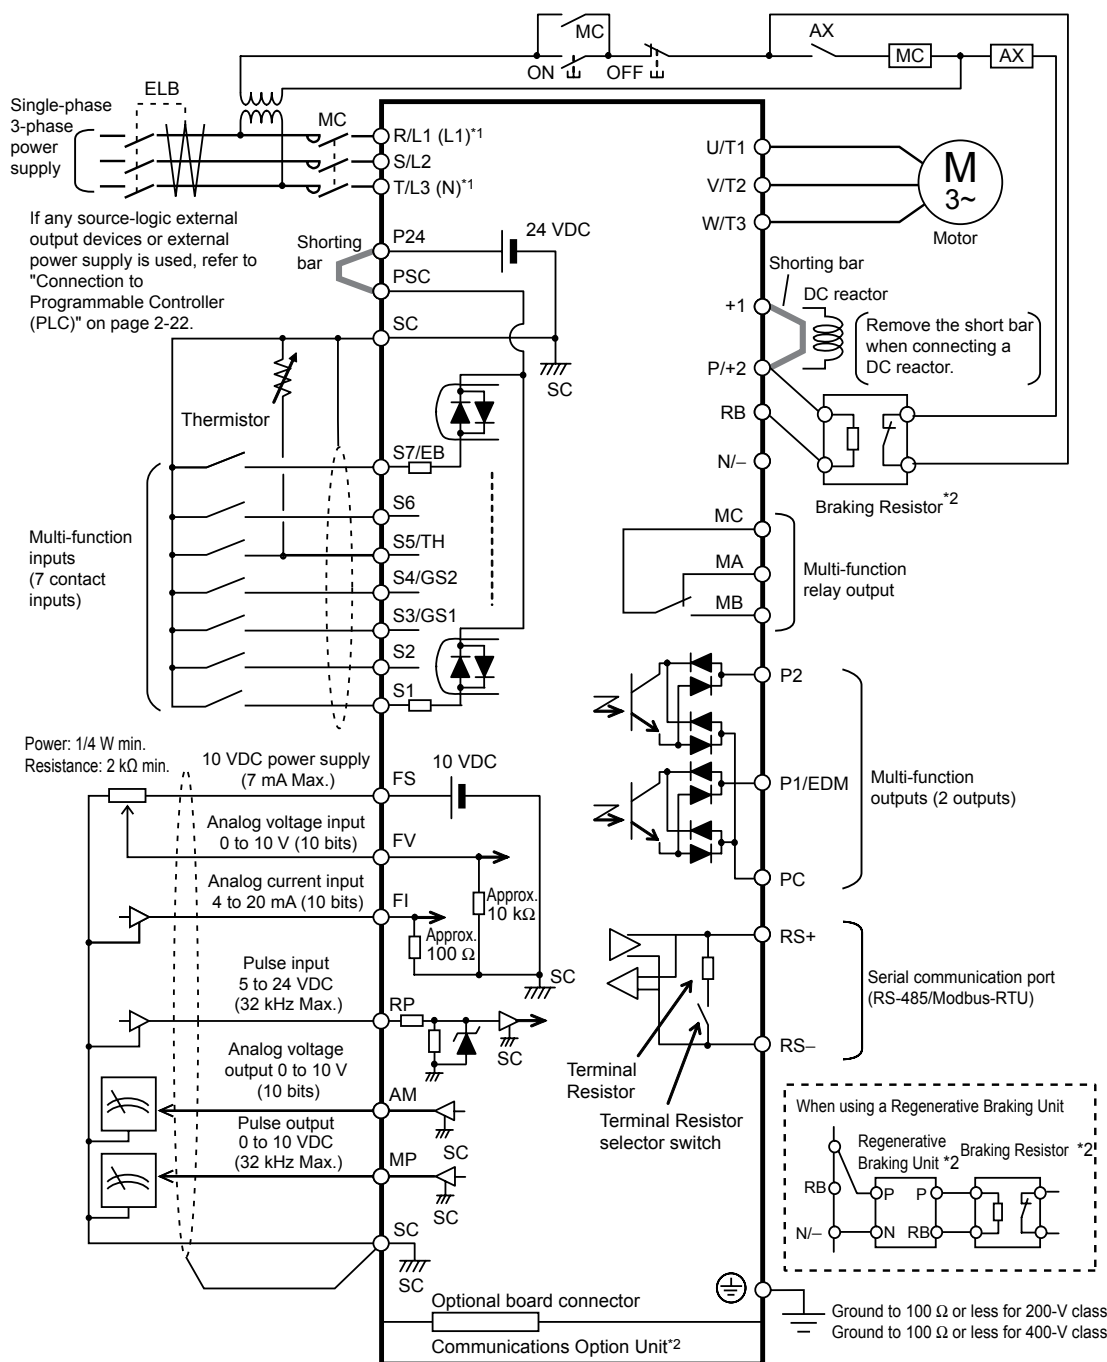 MC
AX
ON
OFF
MC
AX
ELB
Single-phase
3-phase
power
supply
MC
R/L1 (L1)*1
S/L2
T/L3 (N)*1
U/T1
V/T2
W/T3
M
3~
Motor
If any source-logic external
output devices or external
power supply is used, refer to
"Connection to
Programmable Controller
(PLC)" on page 2-22.
Shorting
bar
P24
24 VDC
PSC
SC
SC
Shorting bar
+1
DC reactor
Remove the short bar
when connecting a
DC reactor.
P/+2
RB
N/–
Braking Resistor*2
Thermistor
S7/EB
S6
S5/TH
S4/GS2
S3/GS1
S2
S1
Multi-function
inputs
(7 contact
inputs)
MC
MA
MB
Multi-function
relay output
P2
P1/EDM
PC
Multi-function
outputs (2 outputs)
Power: 1/4 W min.
Resistance: 2 kΩ min.
10 VDC power supply
(7 mA Max.)
FS
10 VDC
Analog voltage input
0 to 10 V (10 bits)
FV
Approx.
10 kΩ
Analog current input
4 to 20 mA (10 bits)
FI
Approx.
100 Ω
SC
Pulse input
5 to 24 VDC
(32 kHz Max.)
RP
SC
Analog voltage
output 0 to 10 V
(10 bits)
AM
SC
Pulse output
0 to 10 VDC
(32 kHz Max.)
MP
SC
SC
SC
RS+
RS–
Serial communication port
(RS-485/Modbus-RTU)
Terminal
Resistor
Terminal Resistor
selector switch
When using a Regenerative Braking Unit
Regenerative
Braking Unit *2
Braking Resistor *2
RB
N/–
P
P
N
RB
Optional board connector
Communications Option Unit*2
Ground to 100 Ω or less for 200-V class
Ground to 100 Ω or less for 400-V class